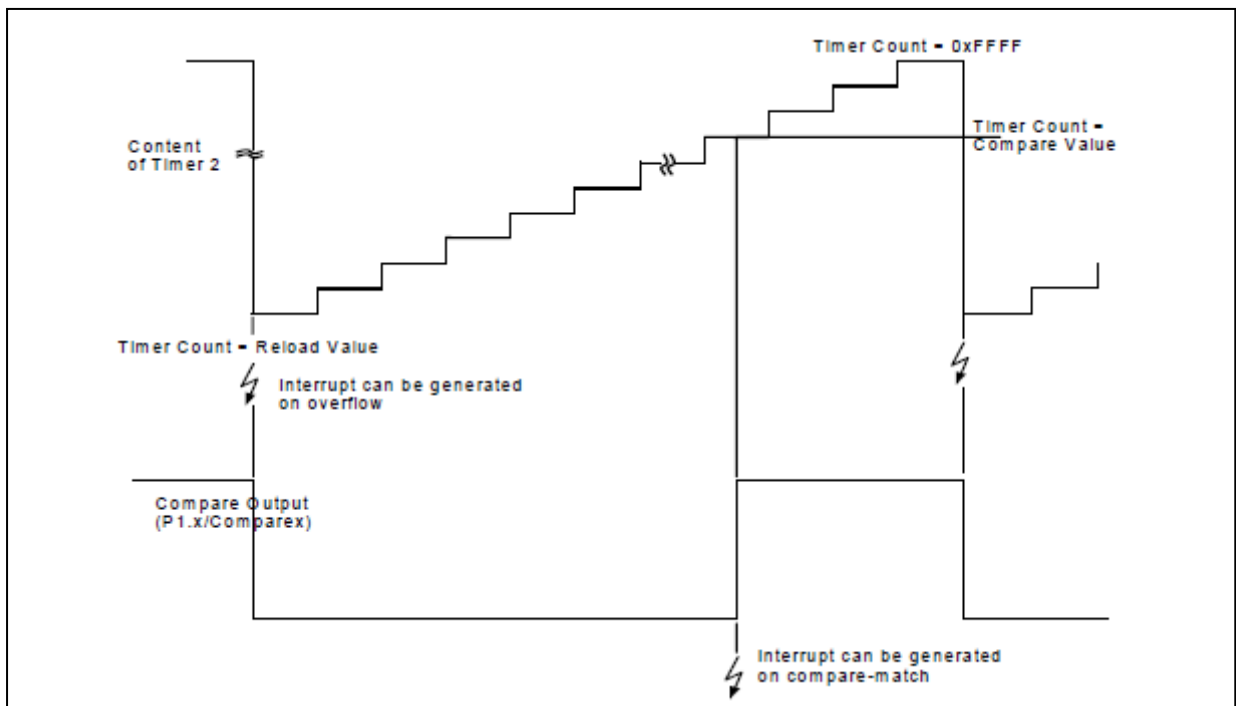 Timer Count = 0xFFFF
Content
of Timer 2
Timer Count =
Compare Value
Timer Count = Reload Value
Interrupt can be generated
on overflow
Compare Output
(P1.x/Comparex)
Interrupt can be generated
on compare-match